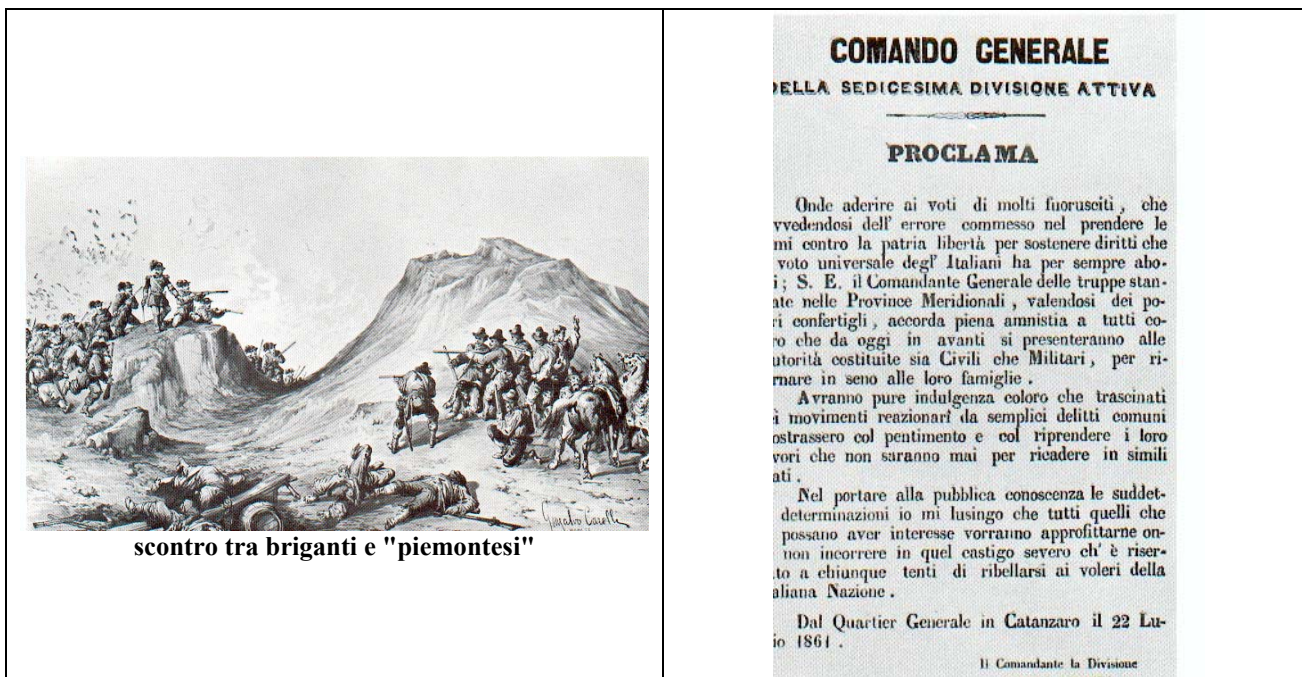 Gonsalvo Carelli
scontro tra briganti e "piemontesi"
COMANDO GENERALE
DELLA SEDICESIMA DIVISIONE ATTIVA
PROCLAMA
Onde aderire ai voti di molti fuorusciti, che
vvedendosi dell' errore commesso nel prendere le
mi contro la patria libertà per sostenere diritti che
voto universale degl' Italiani ha per sempre abo-
i; S. E. il Comandante Generale delle truppe stan-
ate nelle Province Meridionali, valendosi dei po-
ri confertigli, accorda piena amnistia a tutti co-
ro che da oggi in avanti si presenteranno alle
utorità costituite sia Civili che Militari, per ri-
rnare in seno alle loro famiglie.
Avranno pure indulgenza coloro che trascinati
ei movimenti reazionarî da semplici delitti comuni
ostrassero col pentimento e col riprendere i loro
vori che non saranno mai per ricadere in simili
ati.
Nel portare alla pubblica conoscenza le suddet-
determinazioni io mi lusingo che tutti quelli che
possano aver interesse vorranno approfittarne on-
non incorrere in quel castigo severo ch' è riser-
to a chiunque tenti di ribellarsi ai voleri della
aliana Nazione.
Dal Quartier Generale in Catanzaro il 22 Lu-
io 1861.
Il Comandante la Divisione